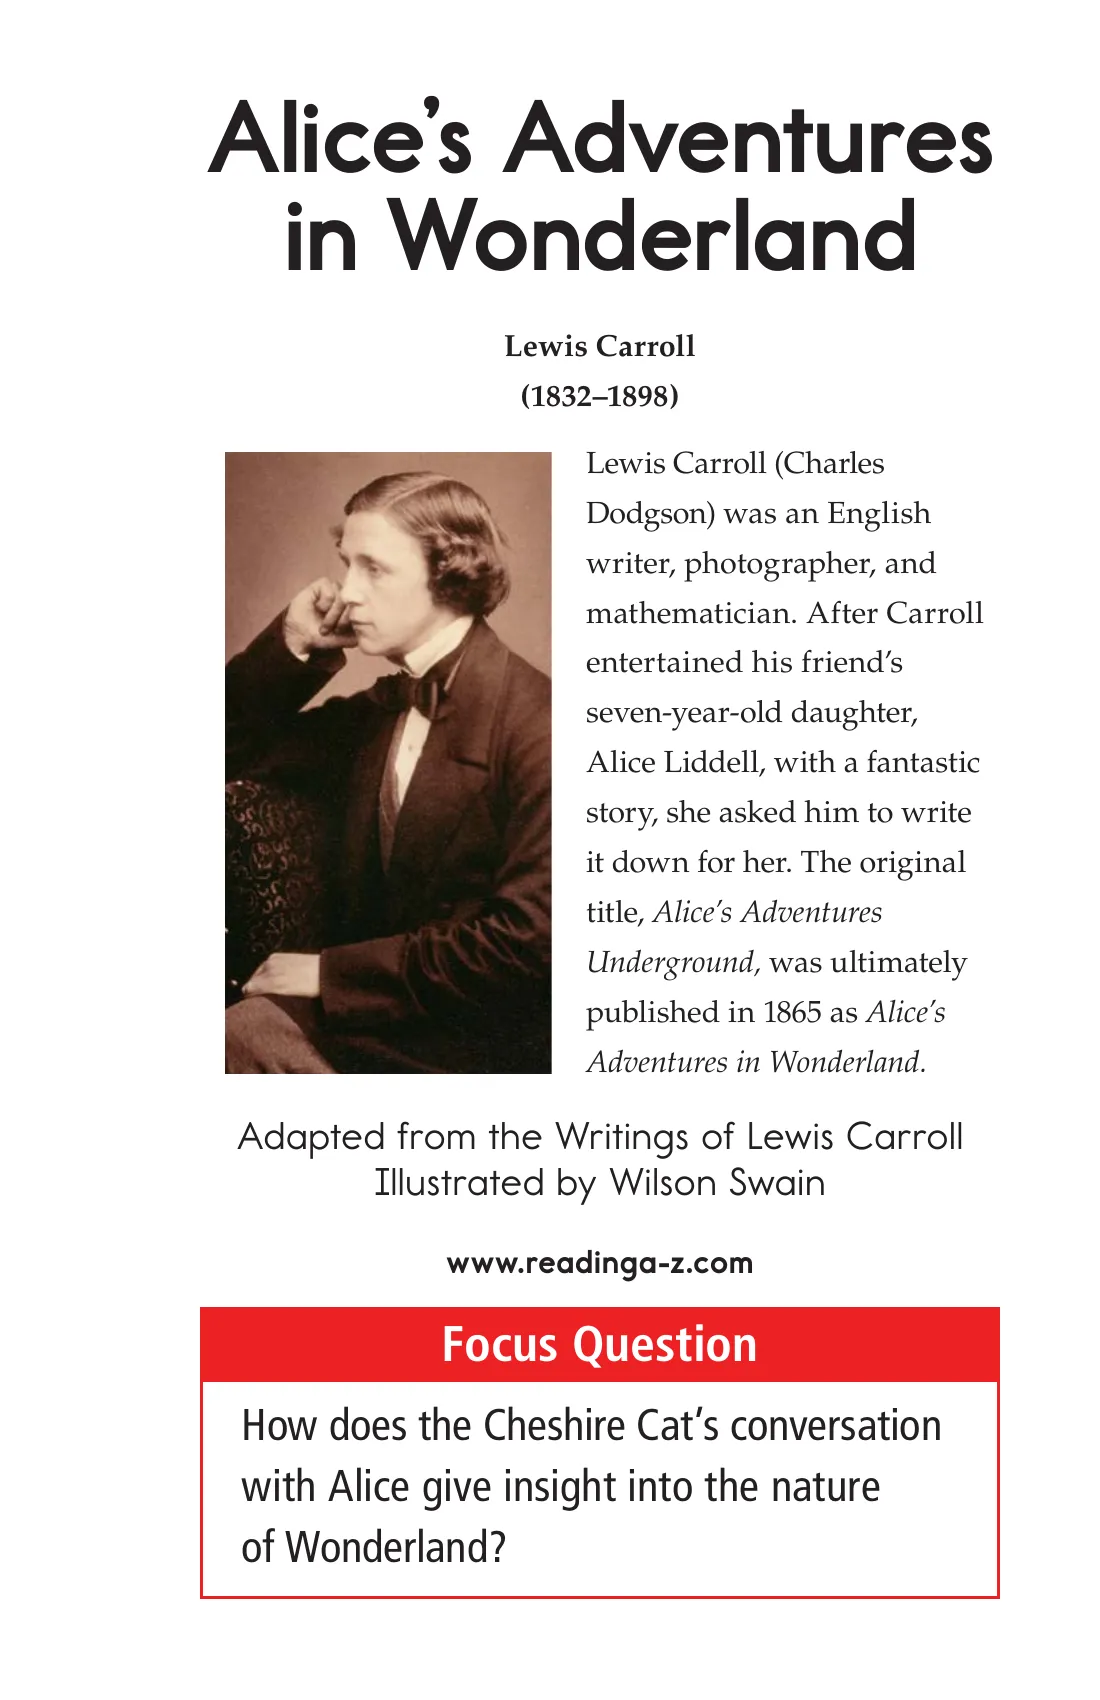 Alice’s Adventures
in Wonderland
Lewis Carroll
(1832–1898)
Lewis Carroll (Charles
Dodgson) was an English
writer, photographer, and
mathematician. After Carroll
entertained his friend’s
seven-year-old daughter,
Alice Liddell, with a fantastic
story, she asked him to write
it down for her. The original
title, Alice’s Adventures
Underground, was ultimately
published in 1865 as Alice’s
Adventures in Wonderland.
Adapted from the Writings of Lewis Carroll
Illustrated by Wilson Swain
www.readinga-z.com
Focus Question
How does the Cheshire Cat’s conversation
with Alice give insight into the nature
of Wonderland?